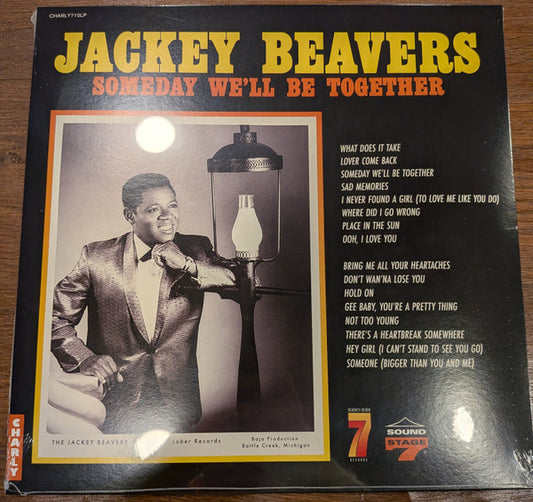 CHARLY710LP
JACKEY BEAVERS
SOMEDAY WE'LL BE TOGETHER
WHAT DOES IT TAKE
LOVER COME BACK
SOMEDAY WE'LL BE TOGETHER
SAD MEMORIES
I NEVER FOUND A GIRL (TO LOVE ME LIKE YOU DO)
WHERE DID I GO WRONG
PLACE IN THE SUN
OOH, I LOVE YOU
BRING ME ALL YOUR HEARTACHES
DON'T WAN'NA LOSE YOU
HOLD ON
GEE BABY, YOU'RE A PRETTY THING
NOT TOO YOUNG
THERE'S A HEARTBREAK SOMEWHERE
HEY GIRL (I CAN'T STAND TO SEE YOU GO)
SOMEONE (BIGGER THAN YOU AND ME)
THE JACKEY BEAVERS Jaber Records
Baja Production
Battle Creek, Michigan
SEVENTY SEVEN
7
RECORDS
SOUND
STAGE
7
CHARLY